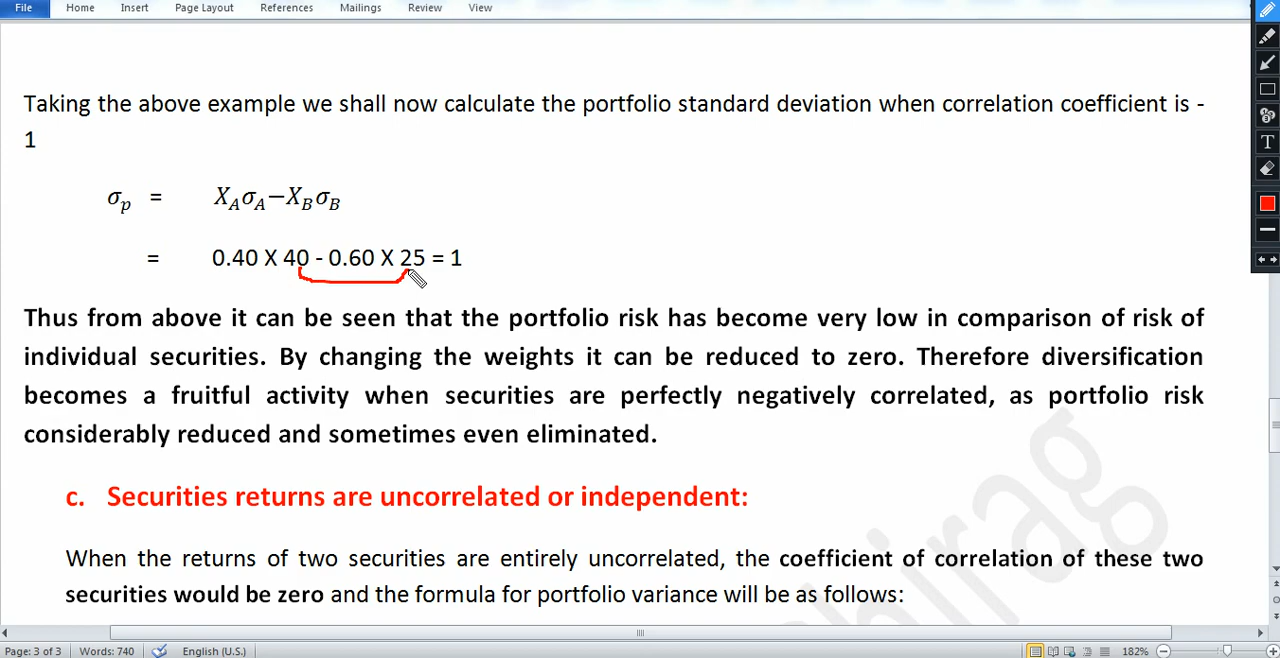 File Home Insert Page Layout References Mailings Review View
Taking the above example we shall now calculate the portfolio standard deviation when correlation coefficient is -
1
σp = XAσA−XBσB
= 0.40 X 40 - 0.60 X 25 = 1
Thus from above it can be seen that the portfolio risk has become very low in comparison of risk of
individual securities. By changing the weights it can be reduced to zero. Therefore diversification
becomes a fruitful activity when securities are perfectly negatively correlated, as portfolio risk
considerably reduced and sometimes even eliminated.
c. Securities returns are uncorrelated or independent:
When the returns of two securities are entirely uncorrelated, the coefficient of correlation of these two
securities would be zero and the formula for portfolio variance will be as follows:
Page: 3 of 3 Words: 740 English (U.S.) 182%